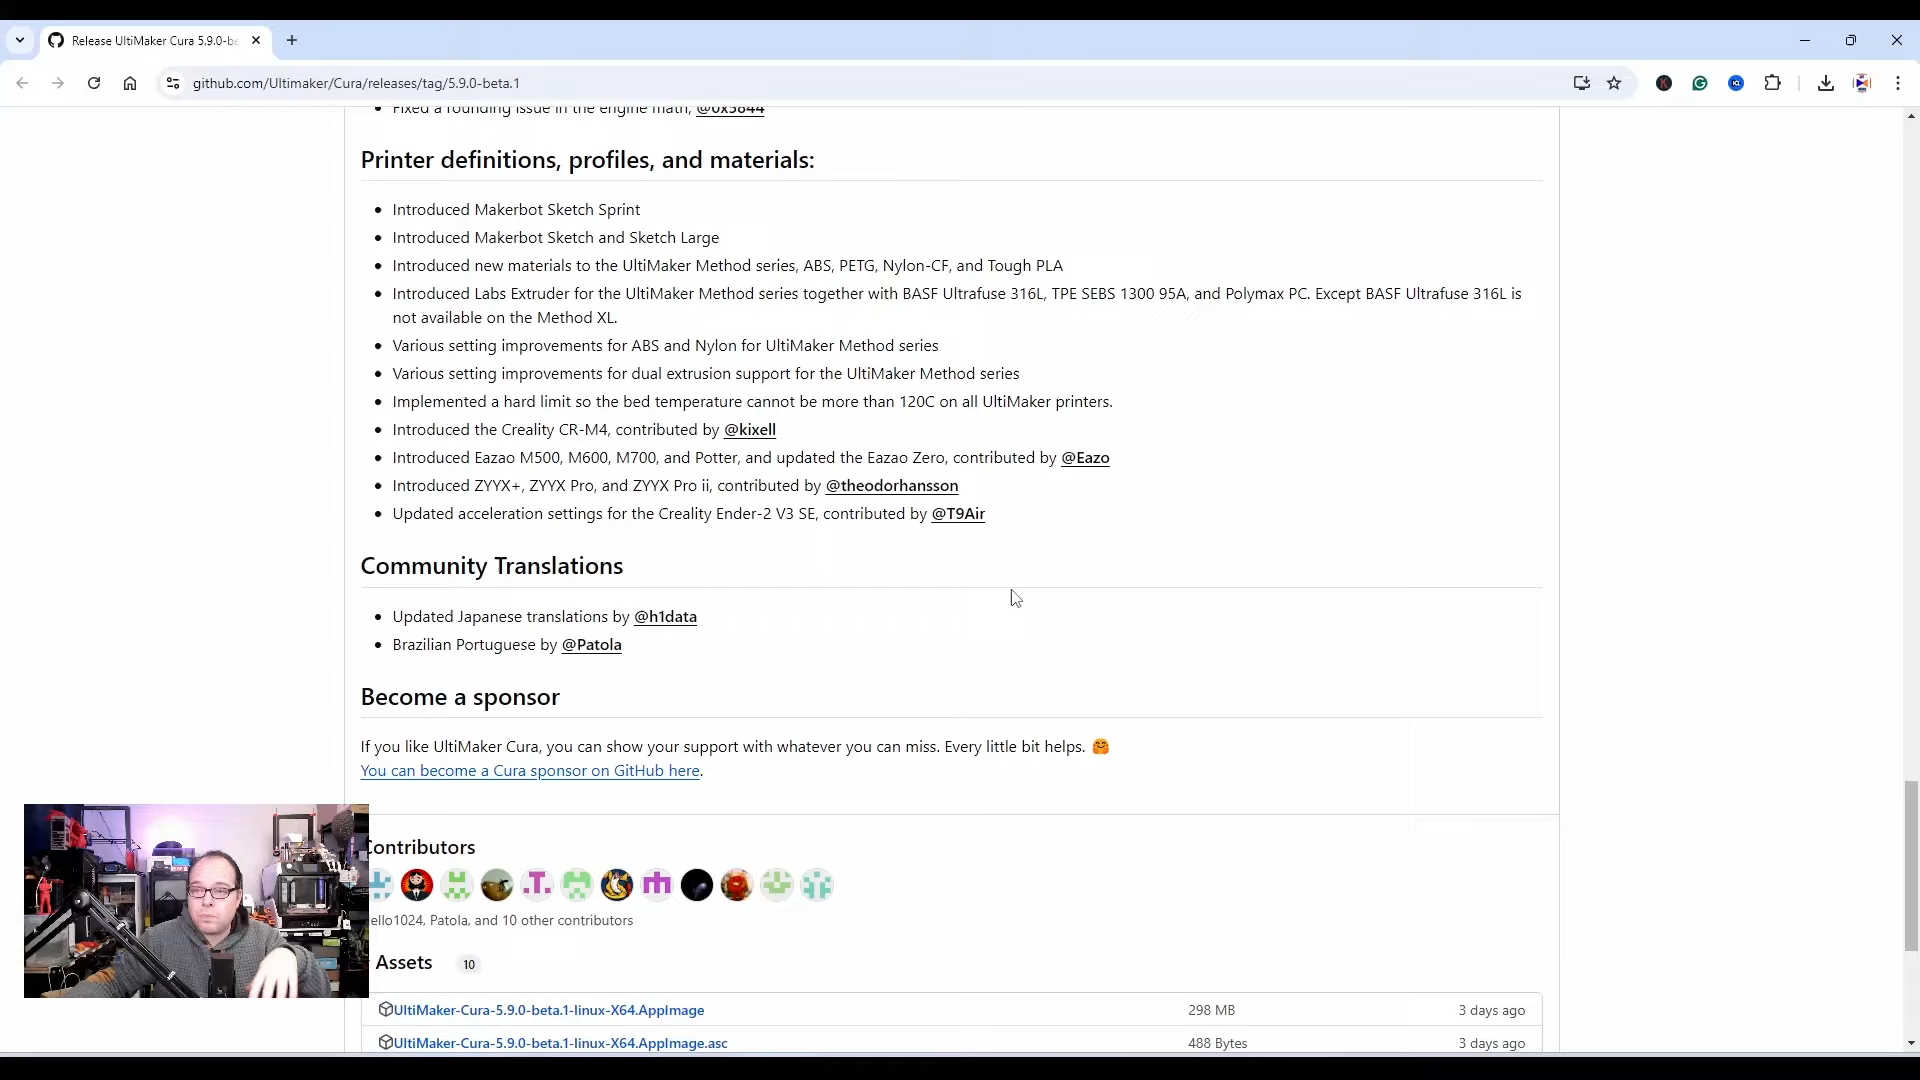 Release UltiMaker Cura 5.9.0-be
github.com/Ultimaker/Cura/releases/tag/5.9.0-beta.1
Fixed a rounding issue in the engine math, @0x5844
Printer definitions, profiles, and materials:
Introduced Makerbot Sketch Sprint
Introduced Makerbot Sketch and Sketch Large
Introduced new materials to the UltiMaker Method series, ABS, PETG, Nylon-CF, and Tough PLA
Introduced Labs Extruder for the UltiMaker Method series together with BASF Ultrafuse 316L, TPE SEBS 1300 95A, and Polymax PC. Except BASF Ultrafuse 316L is
not available on the Method XL.
Various setting improvements for ABS and Nylon for UltiMaker Method series
Various setting improvements for dual extrusion support for the UltiMaker Method series
Implemented a hard limit so the bed temperature cannot be more than 120C on all UltiMaker printers.
Introduced the Creality CR-M4, contributed by @kixell
Introduced Eazao M500, M600, M700, and Potter, and updated the Eazao Zero, contributed by @Eazo
Introduced ZYYX+, ZYYX Pro, and ZYYX Pro ii, contributed by @theodorhansson
Updated acceleration settings for the Creality Ender-2 V3 SE, contributed by @T9Air
Community Translations
Updated Japanese translations by @h1data
Brazilian Portuguese by @Patola
Become a sponsor
If you like UltiMaker Cura, you can show your support with whatever you can miss. Every little bit helps. 🤗
You can become a Cura sponsor on GitHub here.
Contributors
ello1024, Patola, and 10 other contributors
Assets 10
UltiMaker-Cura-5.9.0-beta.1-linux-X64.AppImage 298 MB 3 days ago
UltiMaker-Cura-5.9.0-beta.1-linux-X64.AppImage.asc 488 Bytes 3 days ago